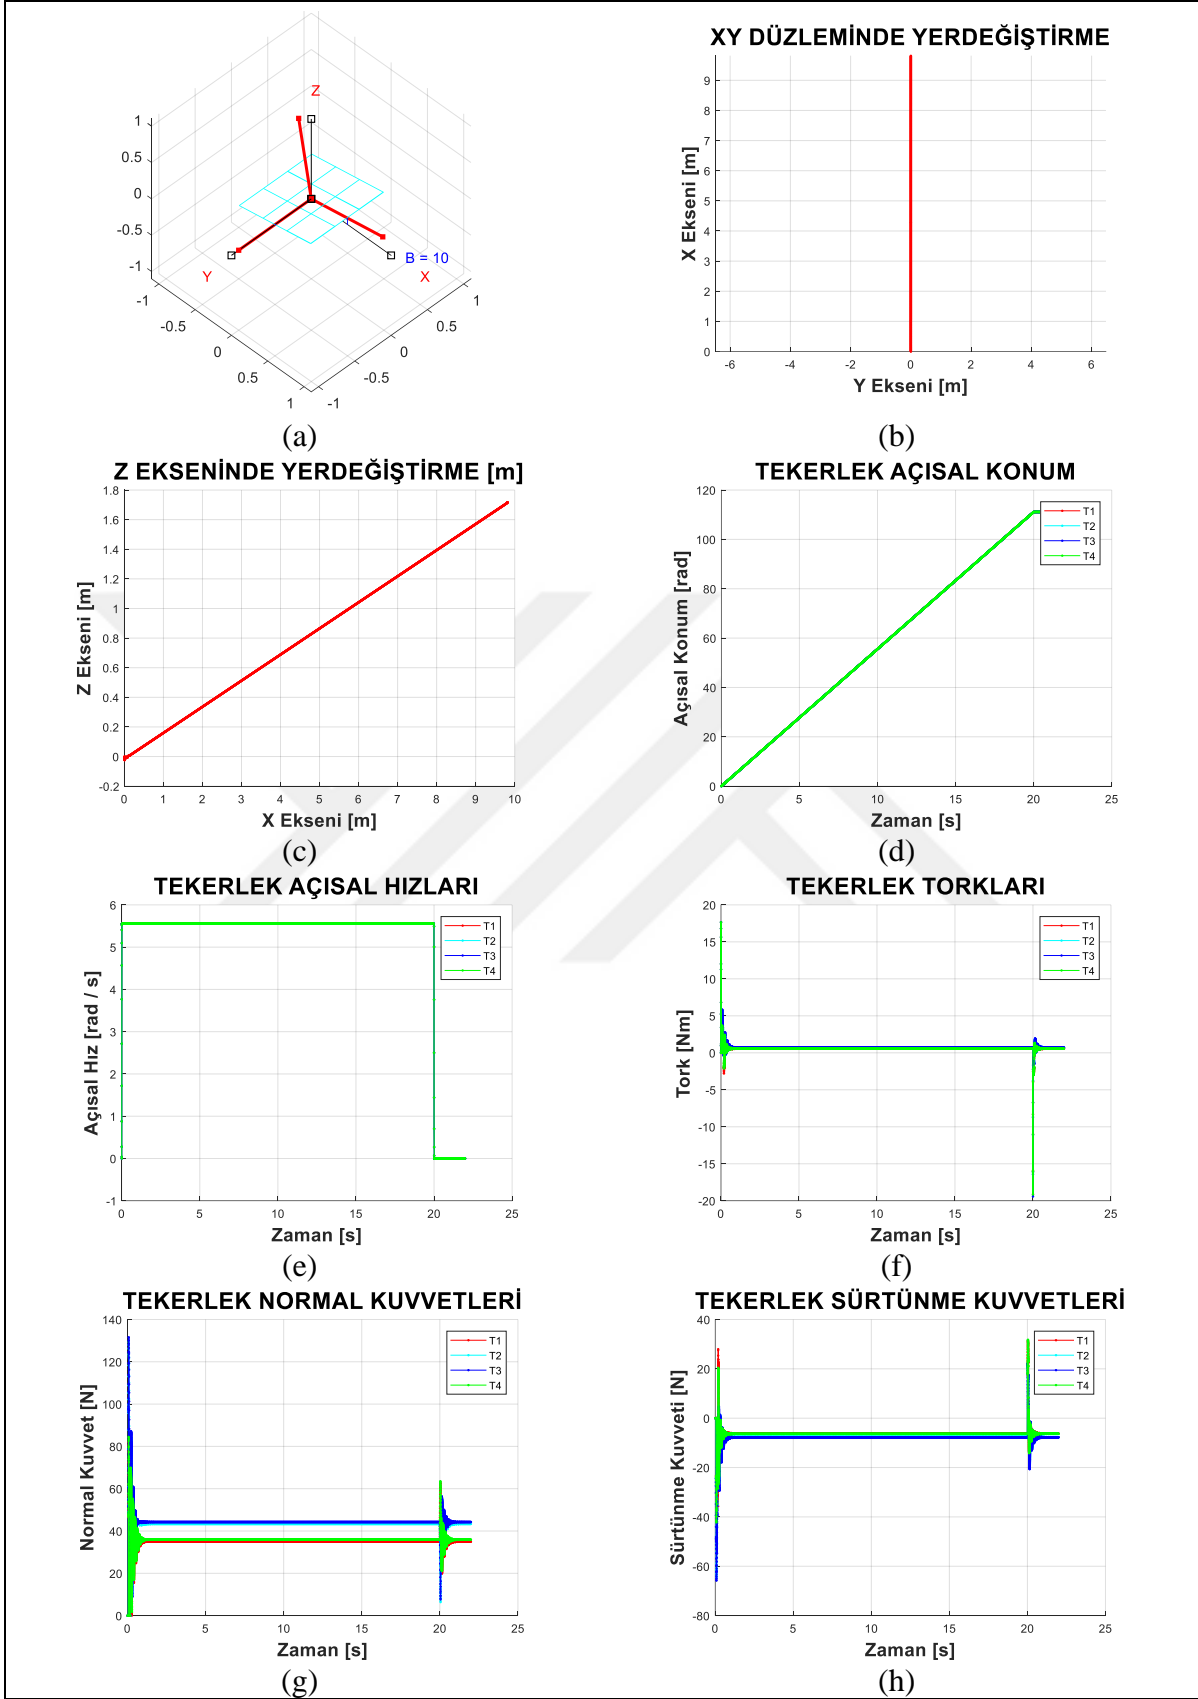 Z
1
0.5
0
-0.5
-1
Y
B = 10
X
-1
-0.5
0
0.5
1
-1
-0.5
0
0.5
1
(a)
XY DÜZLEMİNDE YERDEĞİŞTİRME
X Ekseni [m]
9
8
7
6
5
4
3
2
1
0
-6 -4 -2 0 2 4 6
Y Ekseni [m]
(b)
Z EKSENİNDE YERDEĞİŞTİRME [m]
Z Ekseni [m]
1.8
1.6
1.4
1.2
1
0.8
0.6
0.4
0.2
0
-0.2
0 1 2 3 4 5 6 7 8 9 10
X Ekseni [m]
(c)
TEKERLEK AÇISAL KONUM
Açısal Konum [rad]
120
100
80
60
40
20
0
T1
T2
T3
T4
0 5 10 15 20 25
Zaman [s]
(d)
TEKERLEK AÇISAL HIZLARI
Açısal Hız [rad / s]
6
5
4
3
2
1
0
-1
T1
T2
T3
T4
0 5 10 15 20 25
Zaman [s]
(e)
TEKERLEK TORKLARI
Tork [Nm]
20
15
10
5
0
-5
-10
-15
-20
T1
T2
T3
T4
0 5 10 15 20 25
Zaman [s]
(f)
TEKERLEK NORMAL KUVVETLERİ
Normal Kuvvet [N]
140
120
100
80
60
40
20
0
T1
T2
T3
T4
0 5 10 15 20 25
Zaman [s]
(g)
TEKERLEK SÜRTÜNME KUVVETLERİ
Sürtünme Kuvveti [N]
40
20
0
-20
-40
-60
-80
T1
T2
T3
T4
0 5 10 15 20 25
Zaman [s]
(h)